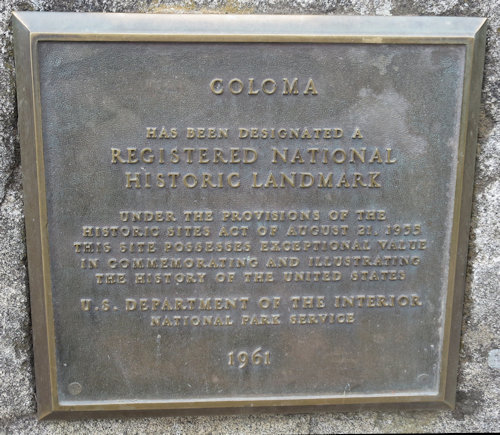 COLOMA
HAS BEEN DESIGNATED A
REGISTERED NATIONAL
HISTORIC LANDMARK
UNDER THE PROVISIONS OF THE
HISTORIC SITES ACT OF AUGUST 21, 1935
THIS SITE POSSESSES EXCEPTIONAL VALUE
IN COMMEMORATING AND ILLUSTRATING
THE HISTORY OF THE UNITED STATES
U.S. DEPARTMENT OF THE INTERIOR
NATIONAL PARK SERVICE
1961